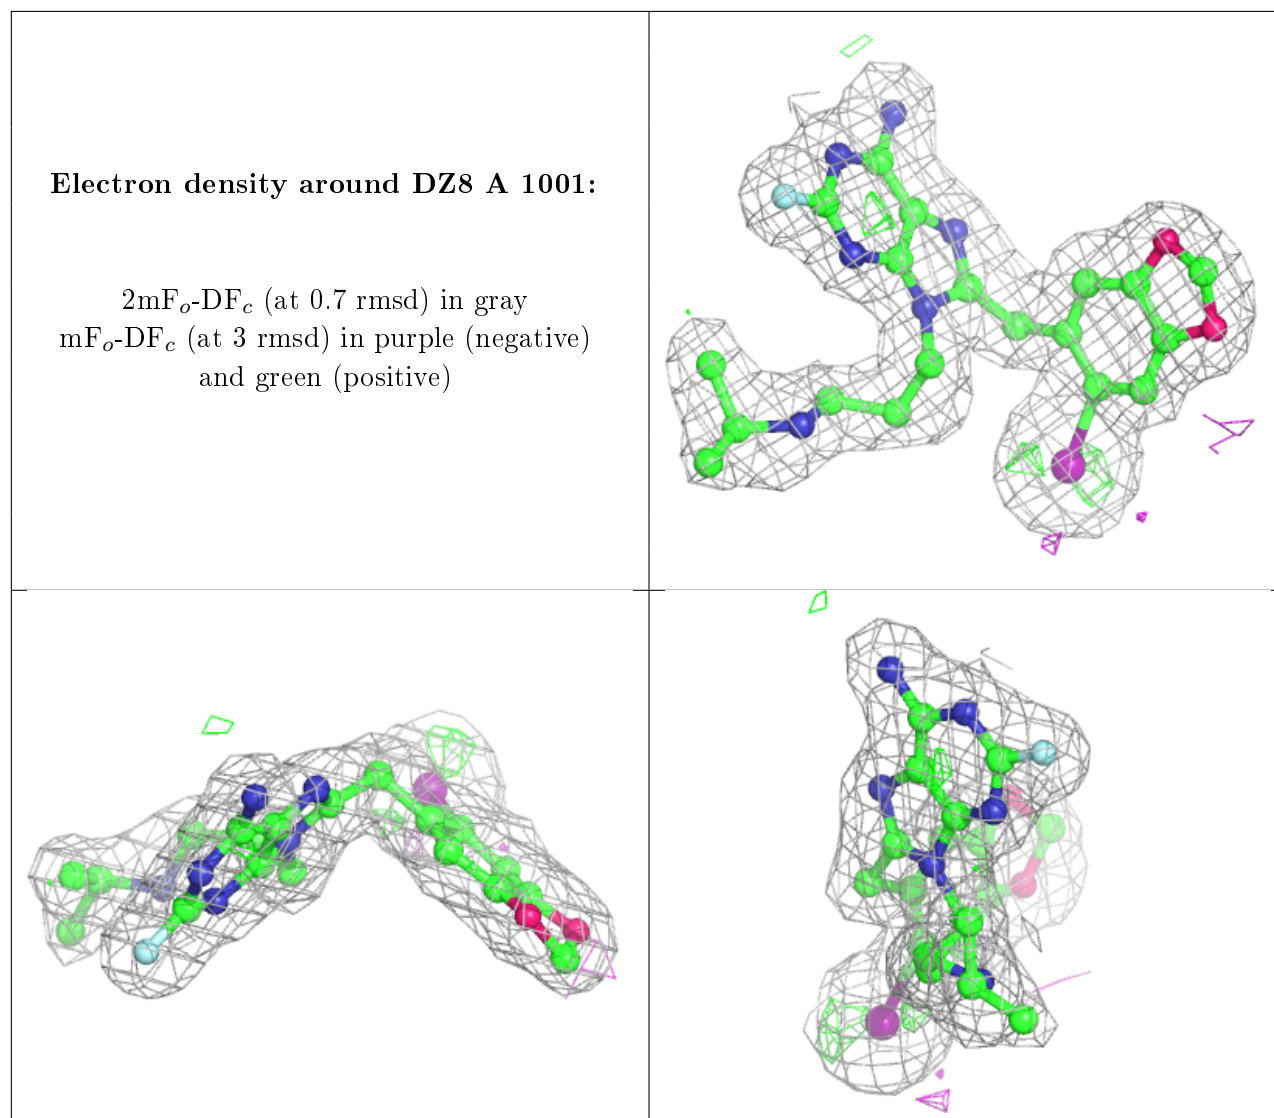 Electron density around DZ8 A 1001:
2mFo-DFc (at 0.7 rmsd) in gray
mFo-DFc (at 3 rmsd) in purple (negative)
and green (positive)